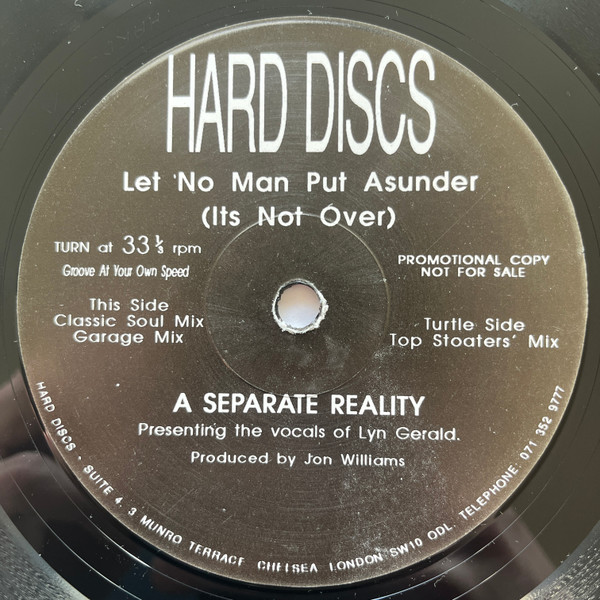 HARD DISCS
Let No Man Put Asunder
(Its Not Over)
TURN at 33⅓ rpm
Groove At Your Own Speed
PROMOTIONAL COPY
NOT FOR SALE
This Side
Classic Soul Mix
Garage Mix
Turtle Side
Top Stoaters' Mix
A SEPARATE REALITY
Presenting the vocals of Lyn Gerald.
Produced by Jon Williams
HARD DISCS - SUITE 4, 3 MUNRO TERRACE CHELSEA LONDON SW10 ODL. TELEPHONE: 071 352 9777